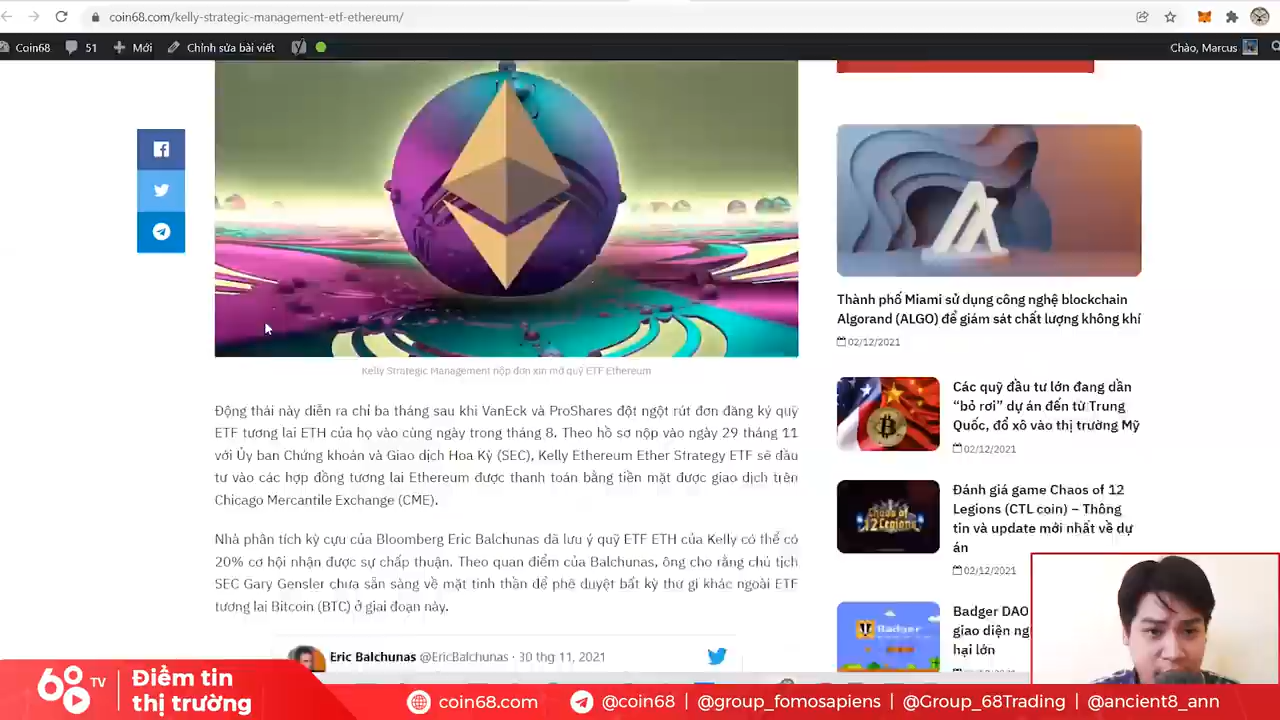 coin68.com/kelly-strategic-management-etf-ethereum/
Coin68
51
Mới
Chỉnh sửa bài viết
Chào, Marcus
Kelly Strategic Management nộp đơn xin mở quỹ ETF Ethereum
Động thái này diễn ra chỉ ba tháng sau khi VanEck và ProShares đột ngột rút đơn đăng ký quỹ
ETF tương lai ETH của họ vào cùng ngày trong tháng 8. Theo hồ sơ nộp vào ngày 29 tháng 11
với Ủy ban Chứng khoán và Giao dịch Hoa Kỳ (SEC), Kelly Ethereum Ether Strategy ETF sẽ đầu
tư vào các hợp đồng tương lai Ethereum được thanh toán bằng tiền mặt được giao dịch trên
Chicago Mercantile Exchange (CME).
Nhà phân tích kỳ cựu của Bloomberg Eric Balchunas đã lưu ý quỹ ETF ETH của Kelly có thể có
20% cơ hội nhận được sự chấp thuận. Theo quan điểm của Balchunas, ông cho rằng chủ tịch
SEC Gary Gensler chưa sẵn sàng về mặt tinh thần để phê duyệt bất kỳ thứ gì khác ngoài ETF
tương lai Bitcoin (BTC) ở giai đoạn này.
Eric Balchunas @EricBalchunas · 30 thg 11, 2021
Thành phố Miami sử dụng công nghệ blockchain
Algorand (ALGO) để giám sát chất lượng không khí
02/12/2021
Các quỹ đầu tư lớn đang dần
“bỏ rơi” dự án đến từ Trung
Quốc, đổ xô vào thị trường Mỹ
02/12/2021
Chaos of
12 Legions
Đánh giá game Chaos of 12
Legions (CTL coin) – Thông
tin và update mới nhất về dự
án
02/12/2021
Badger
Badger DAO
giao diện ng
hại lớn
68 TV
Điểm tin
thị trường
coin68.com
@coin68 | @group_fomosapiens | @Group_68Trading | @ancient8_ann